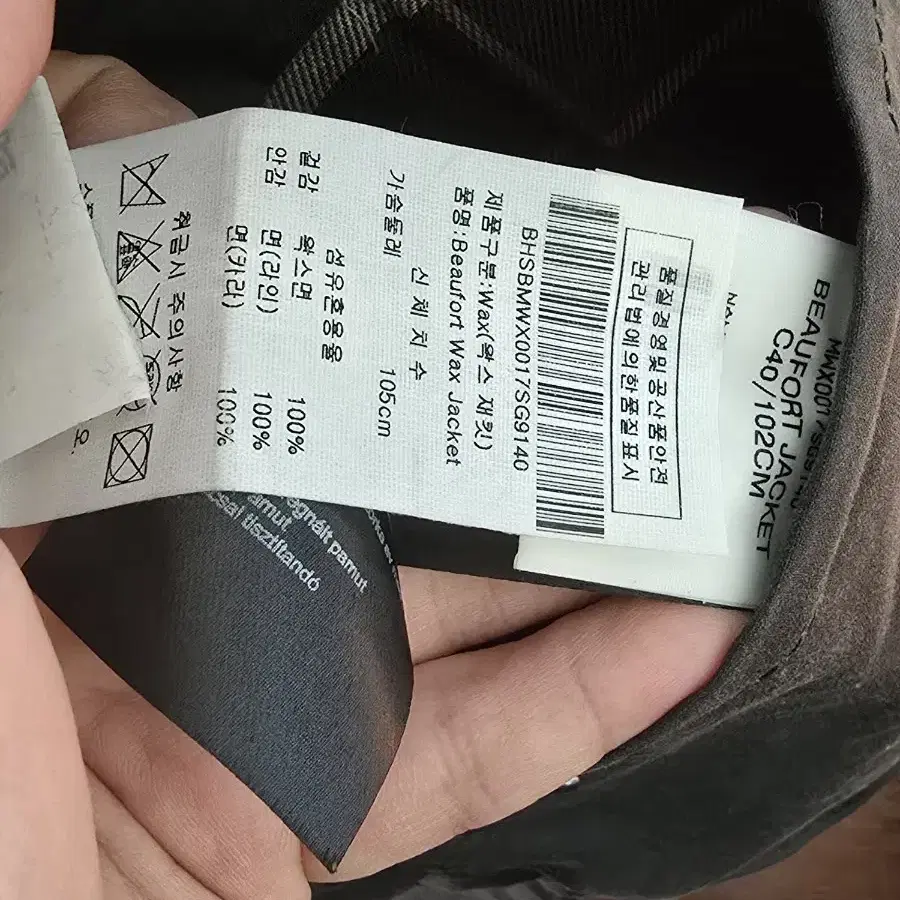 MWX0017SG9140
BEAUFORT JACKET
C40/102CM
품질경영및공산품안전
관리법에의한품질표시
BHSBMWX0017SG9140
제품구분:Wax(왁스 재킷)
품명:Beaufort Wax Jacket
신체치수
가슴둘레 105cm
섬유혼용율
겉감 왁스면 100%
안감 면(라인) 100%
면(카라) 100%
취급시 주의사항
egnált pamut
amut
csal tisztítandó